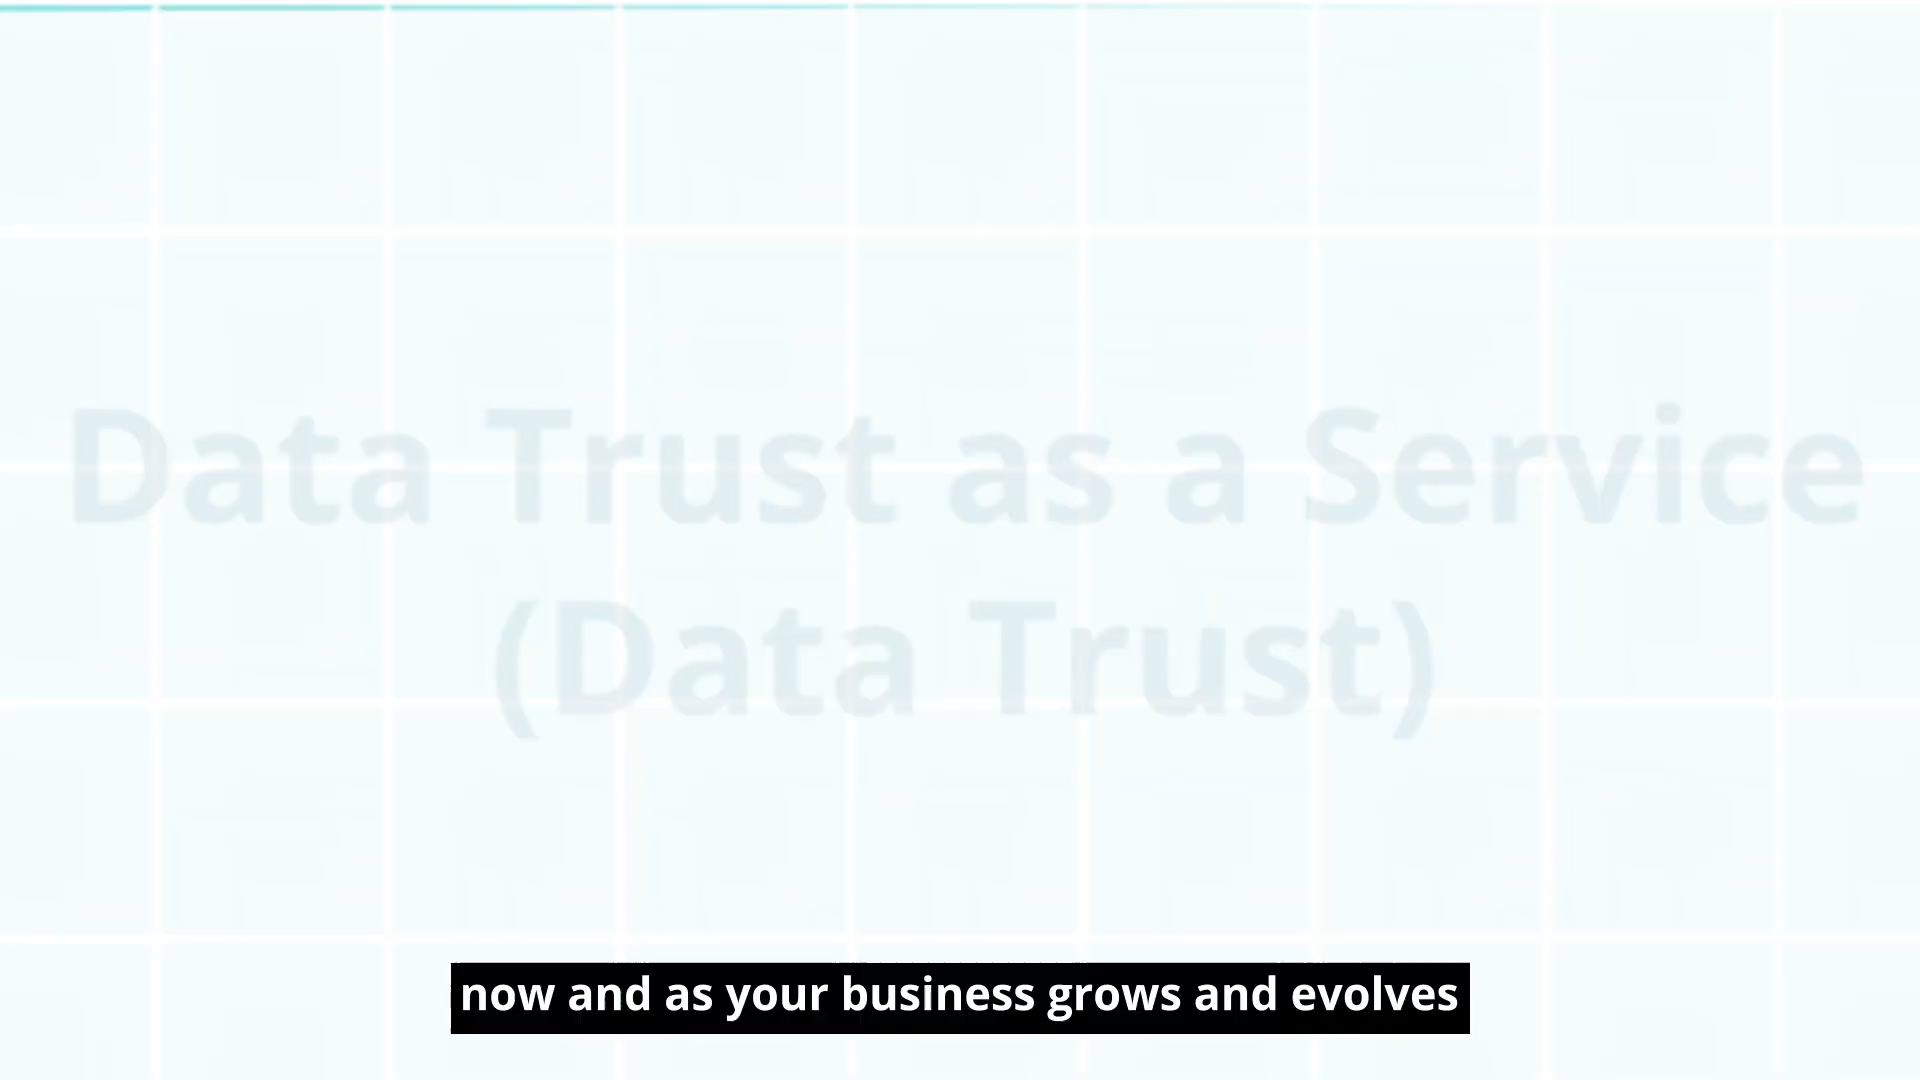 Data Trust as a Service
(Data Trust)
now and as your business grows and evolves